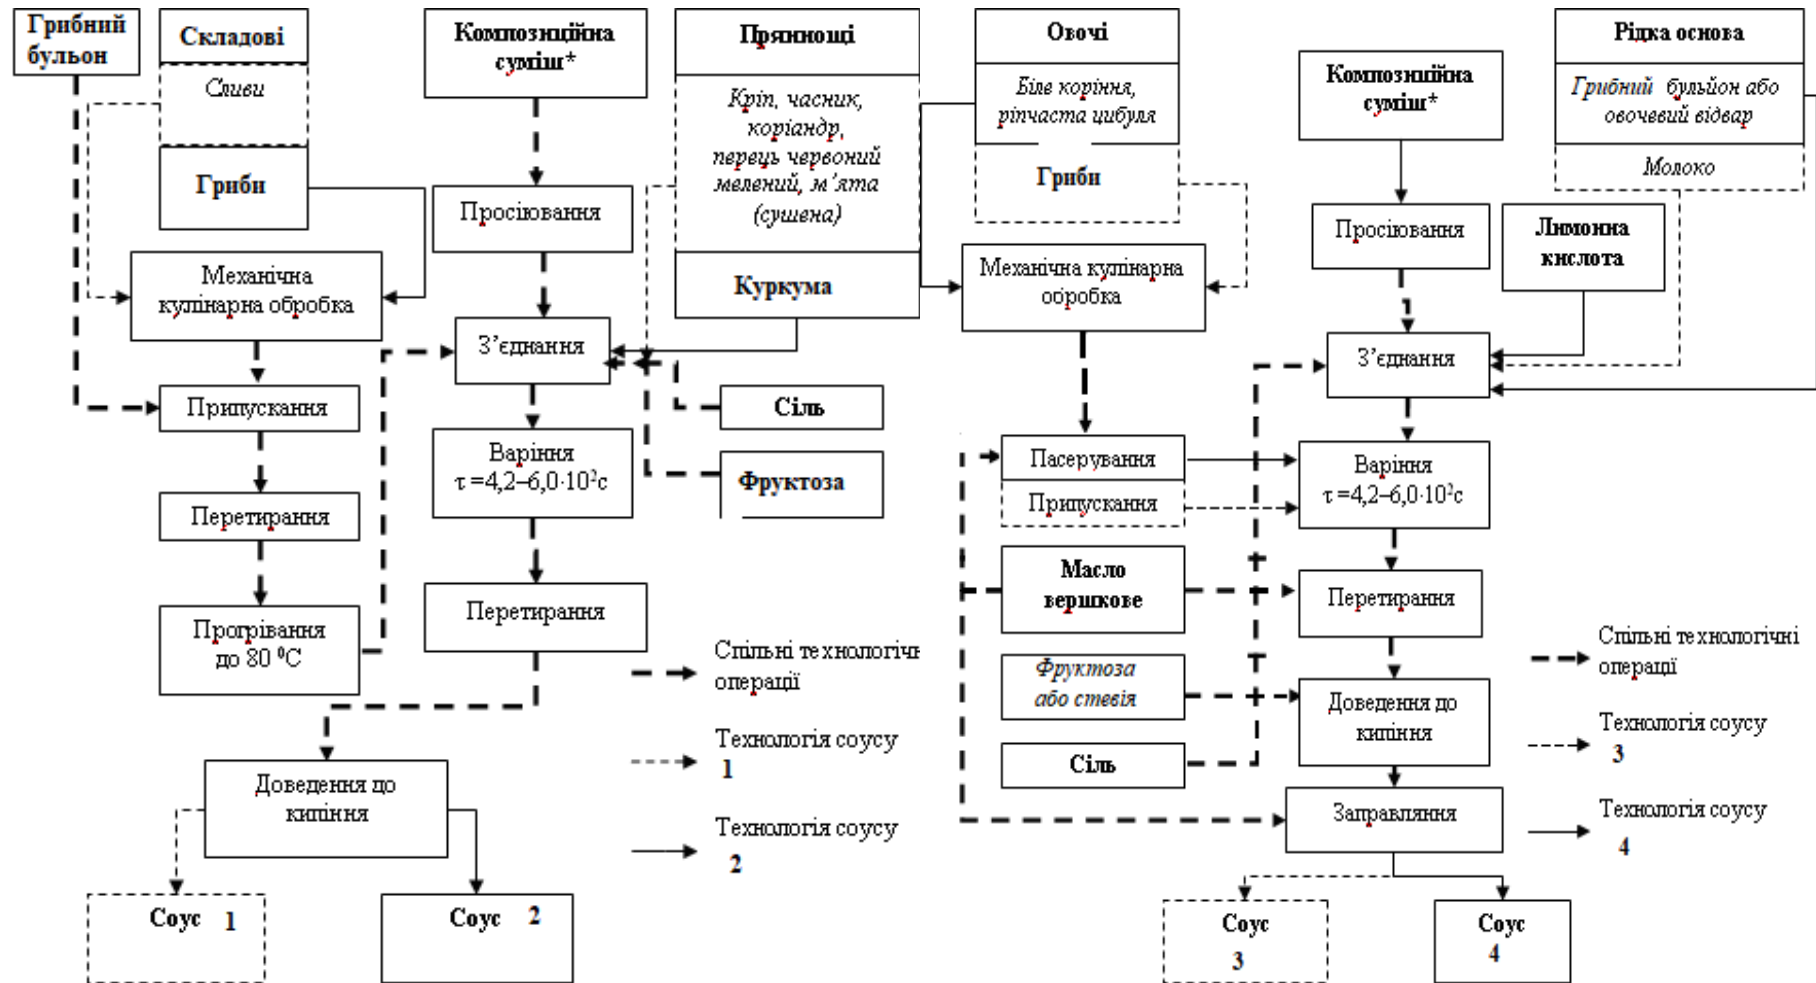 Грибний
бульон
Складові
Сливи
Гриби
Механічна
кулінарна обробка
Припускання
Перетирання
Прогрівання
до 80 ⁰С
Композиційна
суміш*
Просіювання
З’єднання
Варіння
τ =4,2–6,0·10²с
Перетирання
Доведення до
кипіння
Соус 1
Соус 2
Прянощі
Кріп, часник,
коріандр,
перець червоний
мелений, м’ята
(сушена)
Куркума
Сіль
Фруктоза
Спільні технологічн
операції
Технологія соусу
1
Технологія соусу
2
Овочі
Біле коріння,
ріпчаста цибуля
Гриби
Механічна кулінарна
обробка
Пасерування
Припускання
Масло
вершкове
Фруктоза
або стевія
Сіль
Композиційна
суміш*
Просіювання
Рідка основа
Грибний бульйон або
овочевий відвар
Молоко
Лимонна
кислота
З’єднання
Варіння
τ =4,2–6,0·10²с
Перетирання
Доведення до
кипіння
Заправляння
Соус
3
Соус
4
Спільні технологічні
операції
Технологія соусу
3
Технологія соусу
4